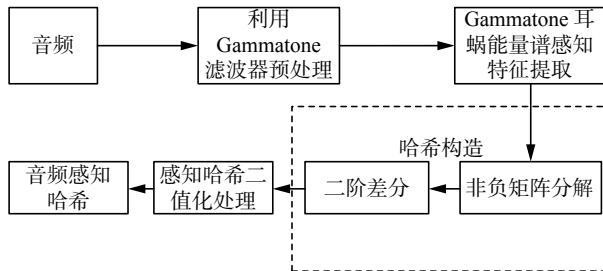 音频
利用
Gammatone
滤波器预处理
Gammatone 耳
蜗能量谱感知
特征提取
哈希构造
非负矩阵分解
二阶差分
感知哈希二
值化处理
音频感知
哈希